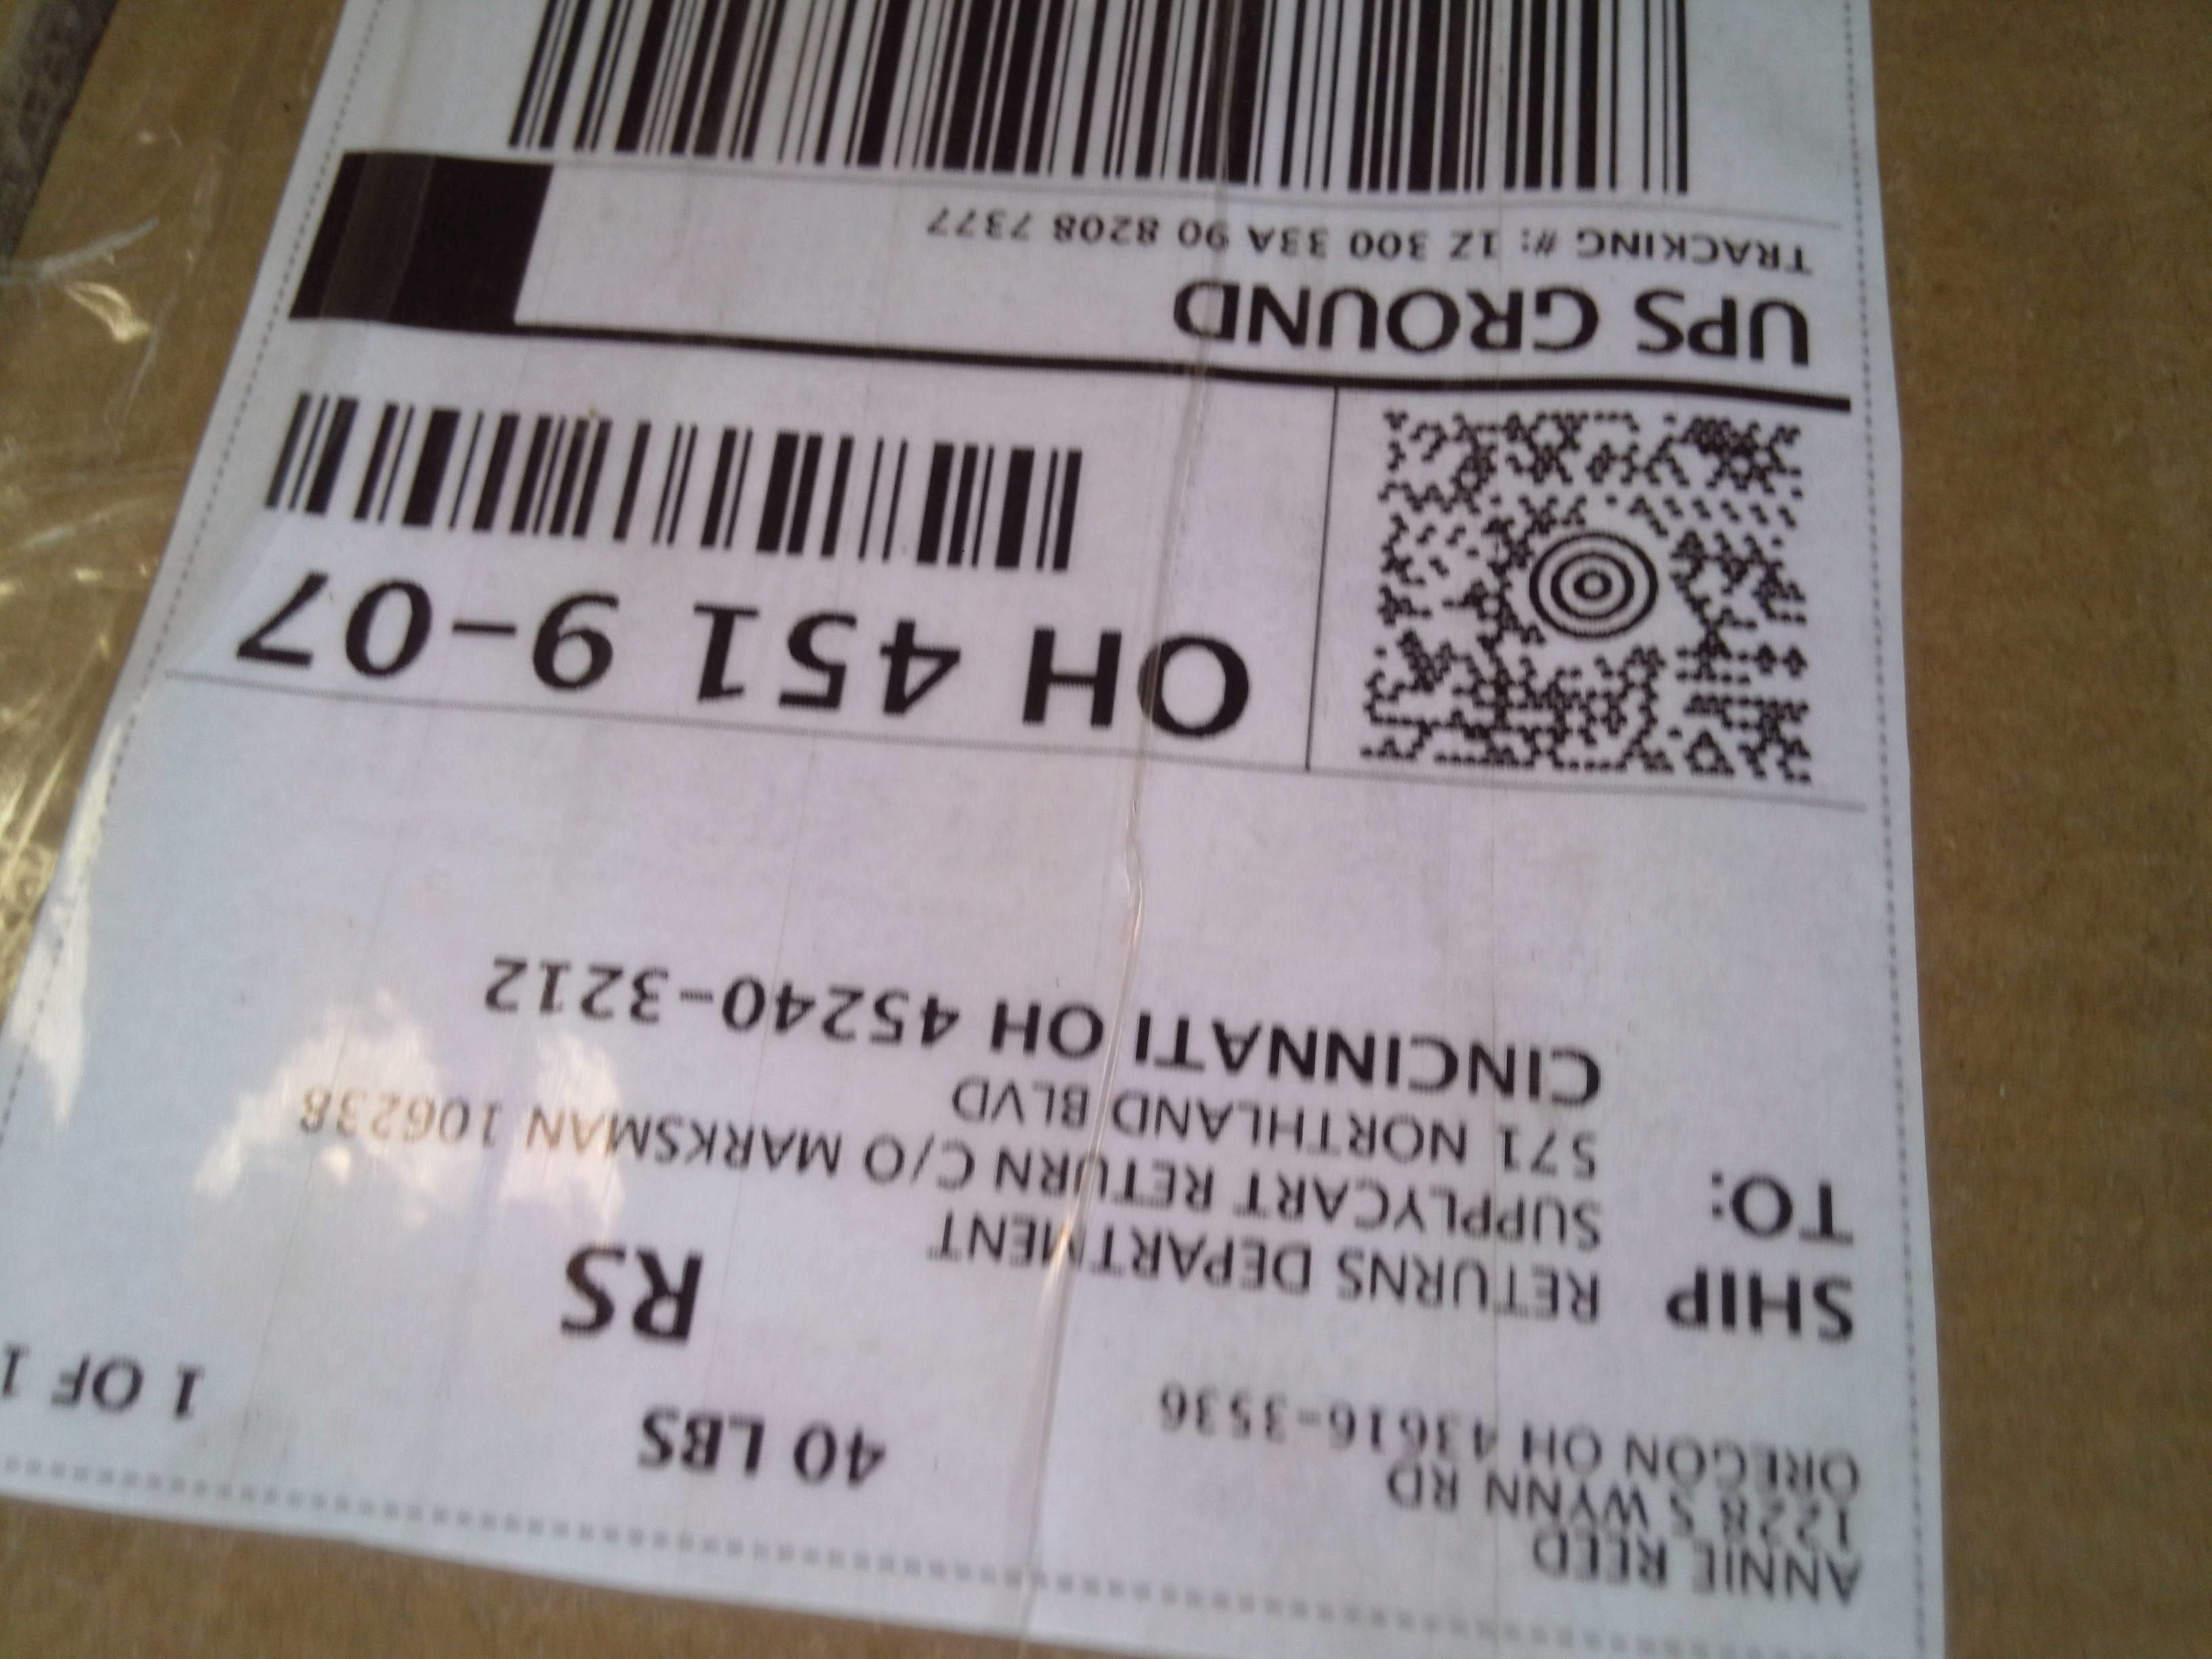 ANNIE REED
1228 S WYNN RD
OREGON OH 43616-3536
40 LBS
1 OF 1
RS
SHIP
TO:
RETURNS DEPARTMENT
SUPPLYCART RETURN C/O MARKSMAN 106238
571 NORTHLAND BLVD
CINCINNATI OH 45240-3212
OH 451 9-07
UPS GROUND
TRACKING #: 1Z 300 33A 90 8208 7377